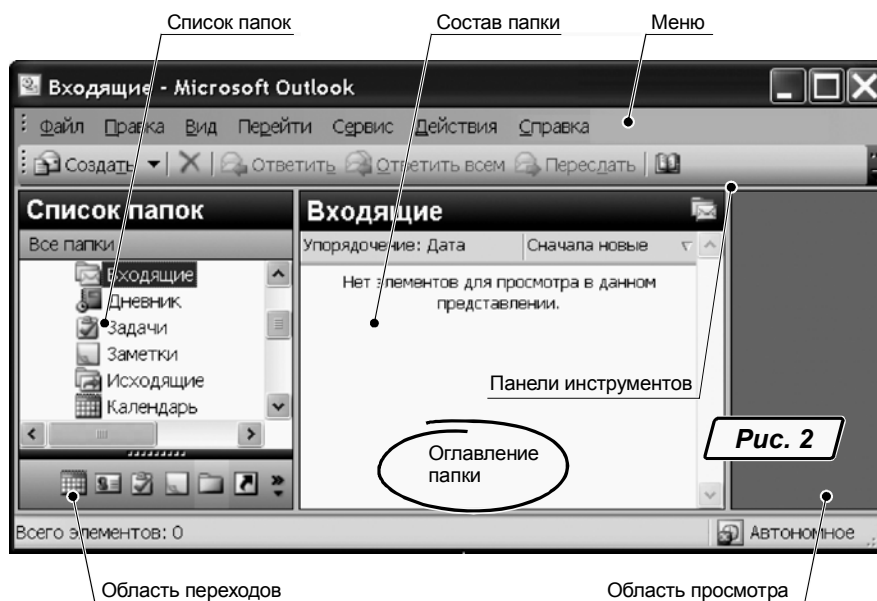 Список папок
Состав папки
Меню
Входящие - Microsoft Outlook
Файл Правка Вид Перейти Сервис Действия Справка
Создать Ответить Ответить всем Переслать
Список папок
Входящие
Все папки
Упорядочение: Дата Сначала новые
Входящие
Дневник
Задачи
Заметки
Исходящие
Календарь
Нет элементов для просмотра в данном
представлении.
Панели инструментов
Оглавление
папки
Рис. 2
Всего элементов: 0
Автономное
Область переходов
Область просмотра